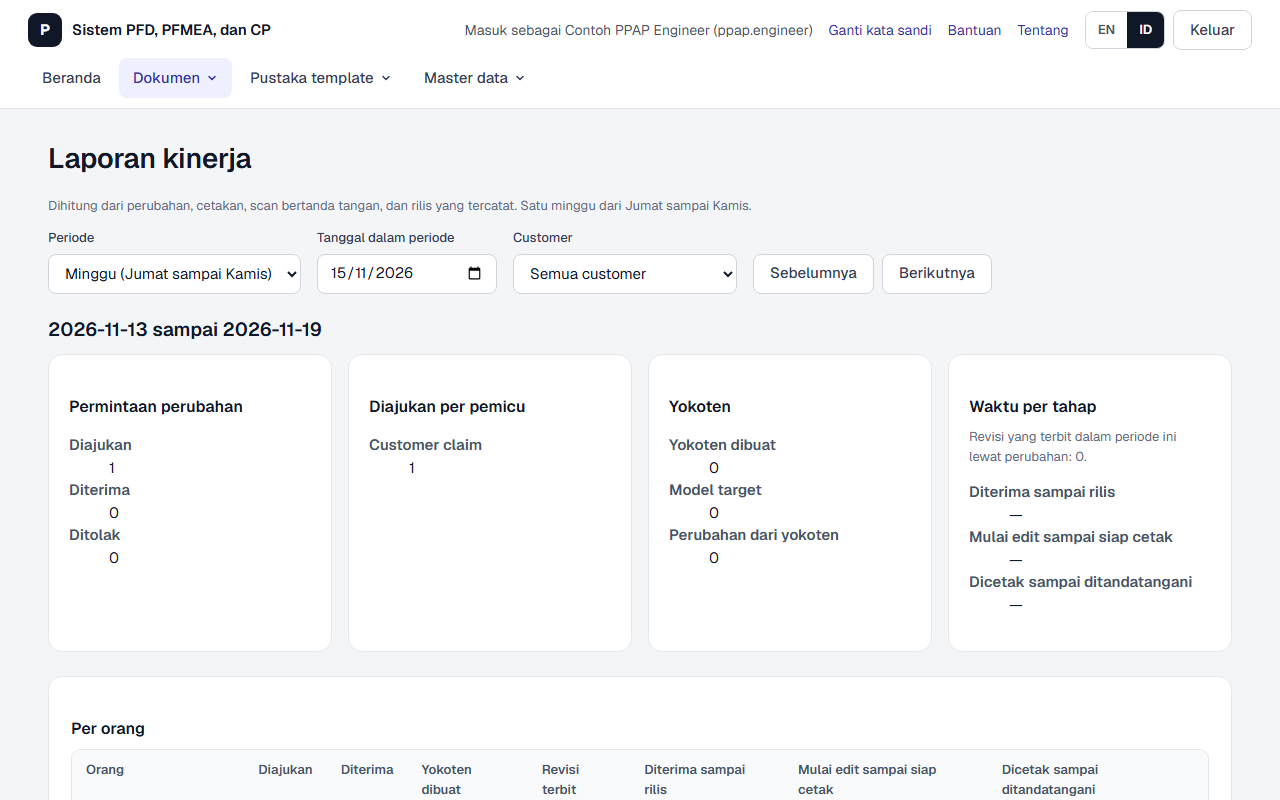 P Sistem PFD, PFMEA, dan CP Masuk sebagai Contoh PPAP Engineer (ppap.engineer) Ganti kata sandi Bantuan Tentang EN ID Keluar
Beranda Dokumen Pustaka template Master data
Laporan kinerja
Dihitung dari perubahan, cetakan, scan bertanda tangan, dan rilis yang tercatat. Satu minggu dari Jumat sampai Kamis.
Periode Tanggal dalam periode Customer
Minggu (Jumat sampai Kamis) 15/11/2026 Semua customer Sebelumnya Berikutnya
2026-11-13 sampai 2026-11-19
Permintaan perubahan
Diajukan
1
Diterima
0
Ditolak
0
Diajukan per pemicu
Customer claim
1
Yokoten
Yokoten dibuat
0
Model target
0
Perubahan dari yokoten
0
Waktu per tahap
Revisi yang terbit dalam periode ini
lewat perubahan: 0.
Diterima sampai rilis
—
Mulai edit sampai siap cetak
—
Dicetak sampai ditandatangani
—
Per orang
Orang Diajukan Diterima Yokoten dibuat Revisi terbit Diterima sampai rilis Mulai edit sampai siap cetak Dicetak sampai ditandatangani